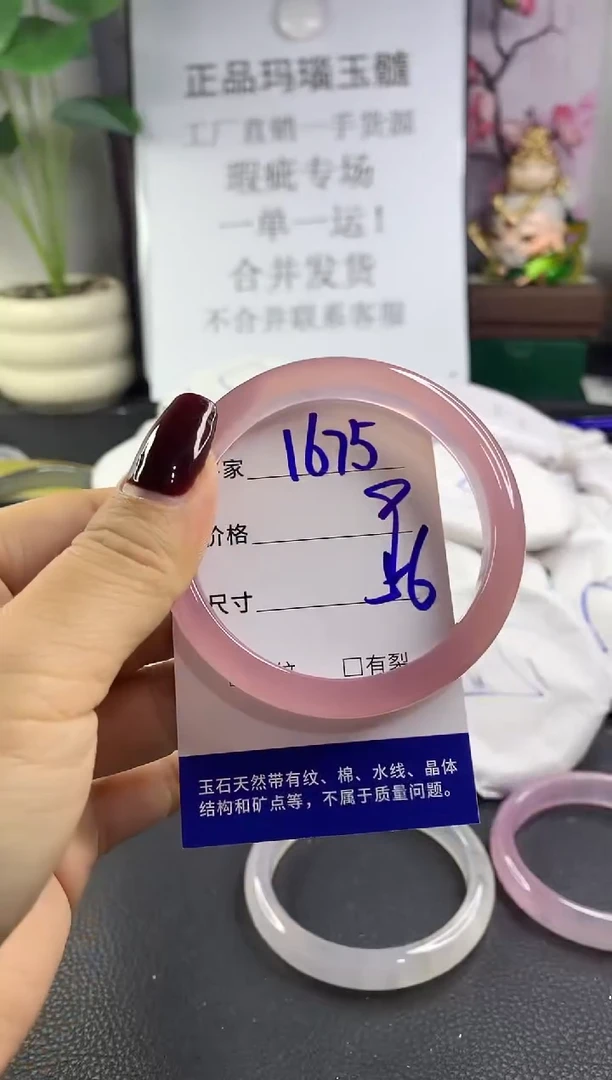 正品玛瑙玉髓
工厂直销一手货源
瑕疵专场
一单一运！
合并发货
不合并联系客服
家 1675
价格
尺寸 56
纹 □有裂
玉石天然带有纹、棉、水线、晶体
结构和矿点等，不属于质量问题。